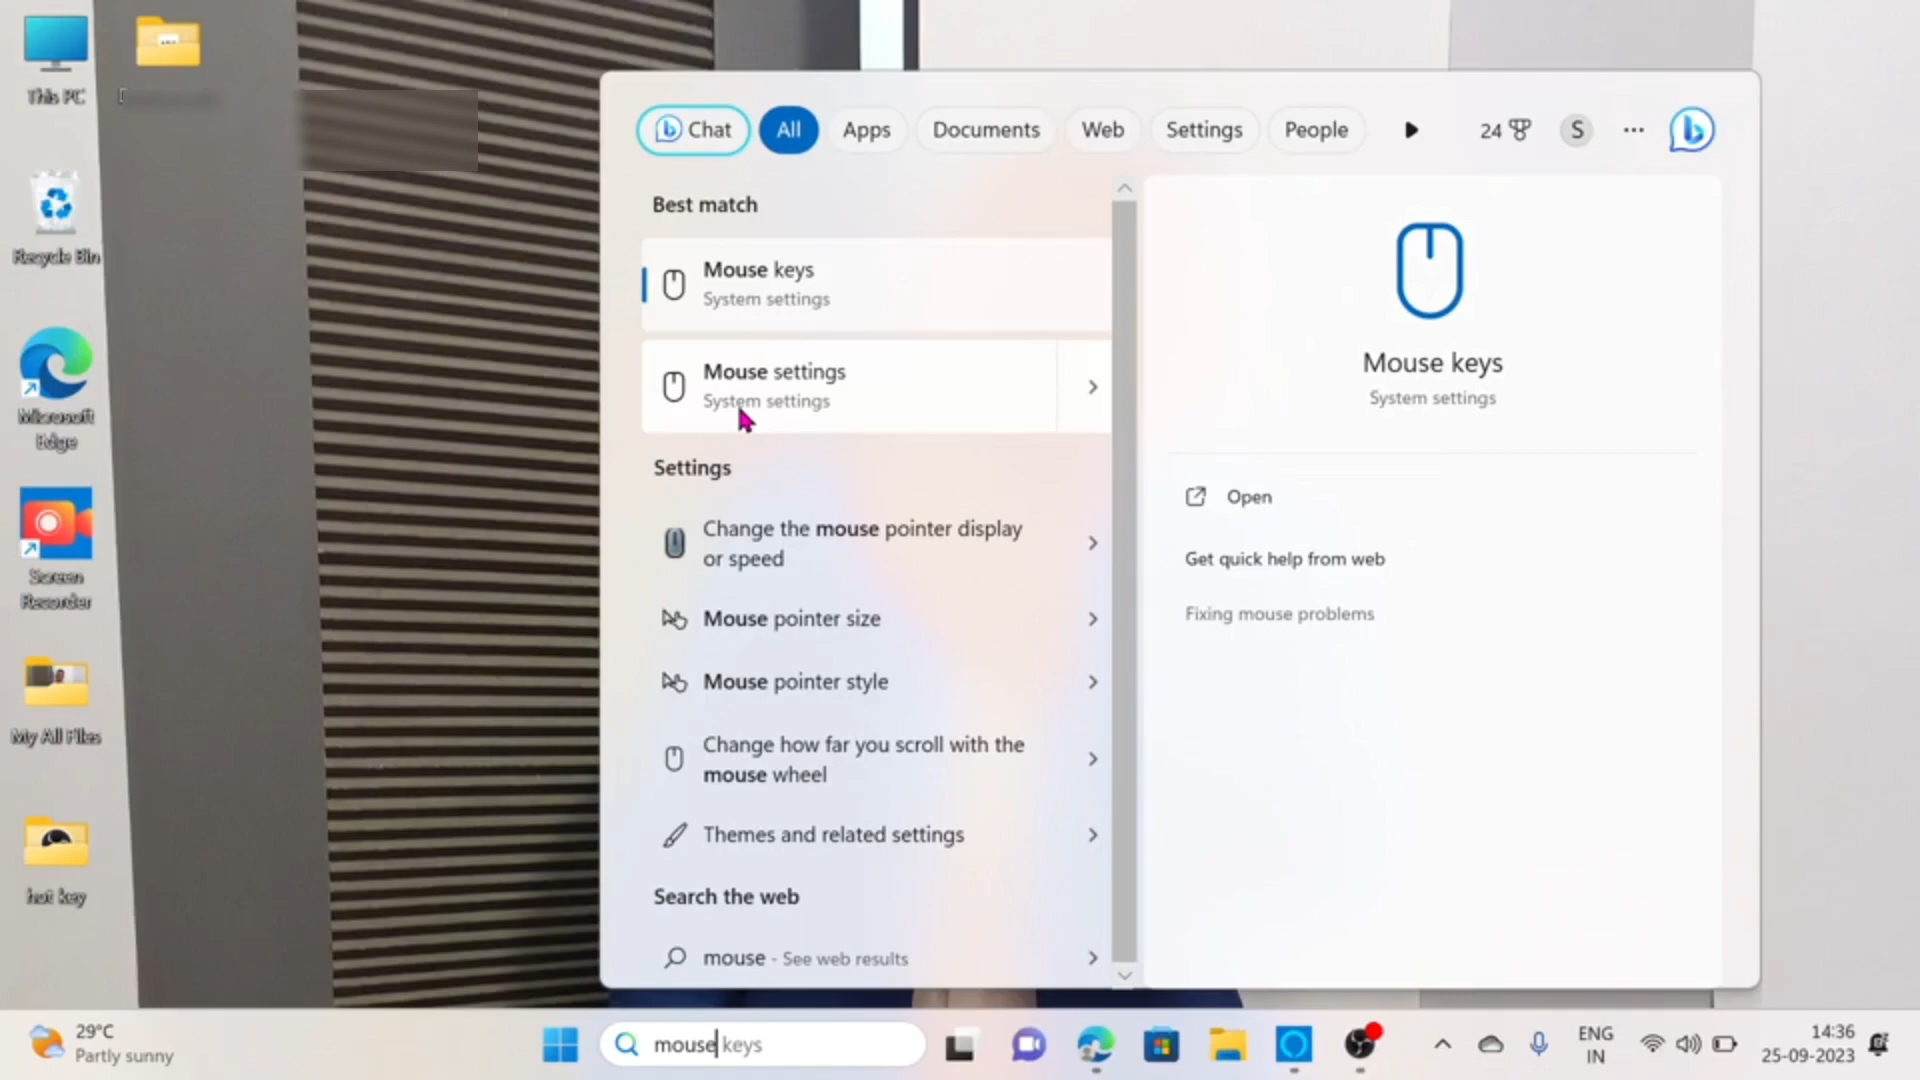 This PC
Recycle Bin
Microsoft
Edge
Screen
Recorder
My All Files
hot key
Chat
All
Apps
Documents
Web
Settings
People
24
S
Best match
Mouse keys
System settings
Mouse settings
System settings
Settings
Change the mouse pointer display
or speed
Mouse pointer size
Mouse pointer style
Change how far you scroll with the
mouse wheel
Themes and related settings
Search the web
mouse - See web results
Mouse keys
System settings
Open
Get quick help from web
Fixing mouse problems
29°C
Partly sunny
mouse keys
ENG
IN
14:36
25-09-2023